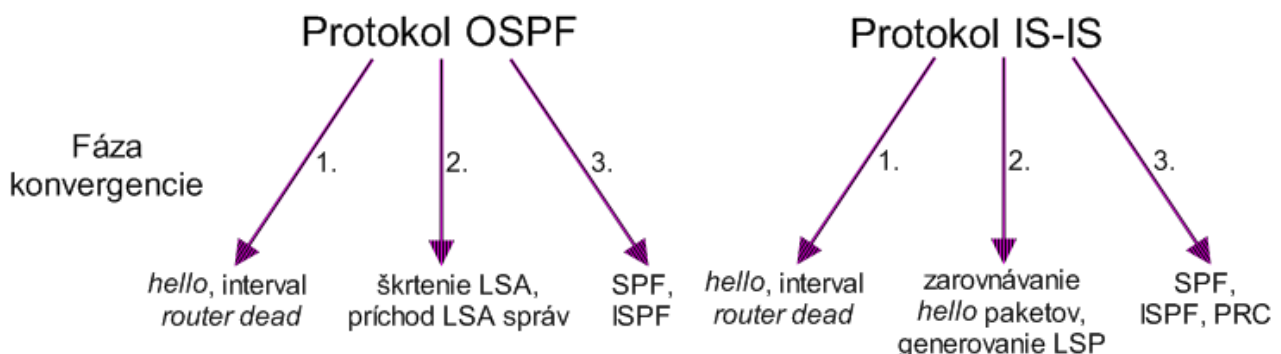 Protokol OSPF
Protokol IS-IS
Fáza
konvergencie
1.
2.
3.
1.
2.
3.
hello, interval
router dead
škrtenie LSA,
príchod LSA správ
SPF,
ISPF
hello, interval
router dead
zarovnávanie
hello paketov,
generovanie LSP
SPF,
ISPF, PRC